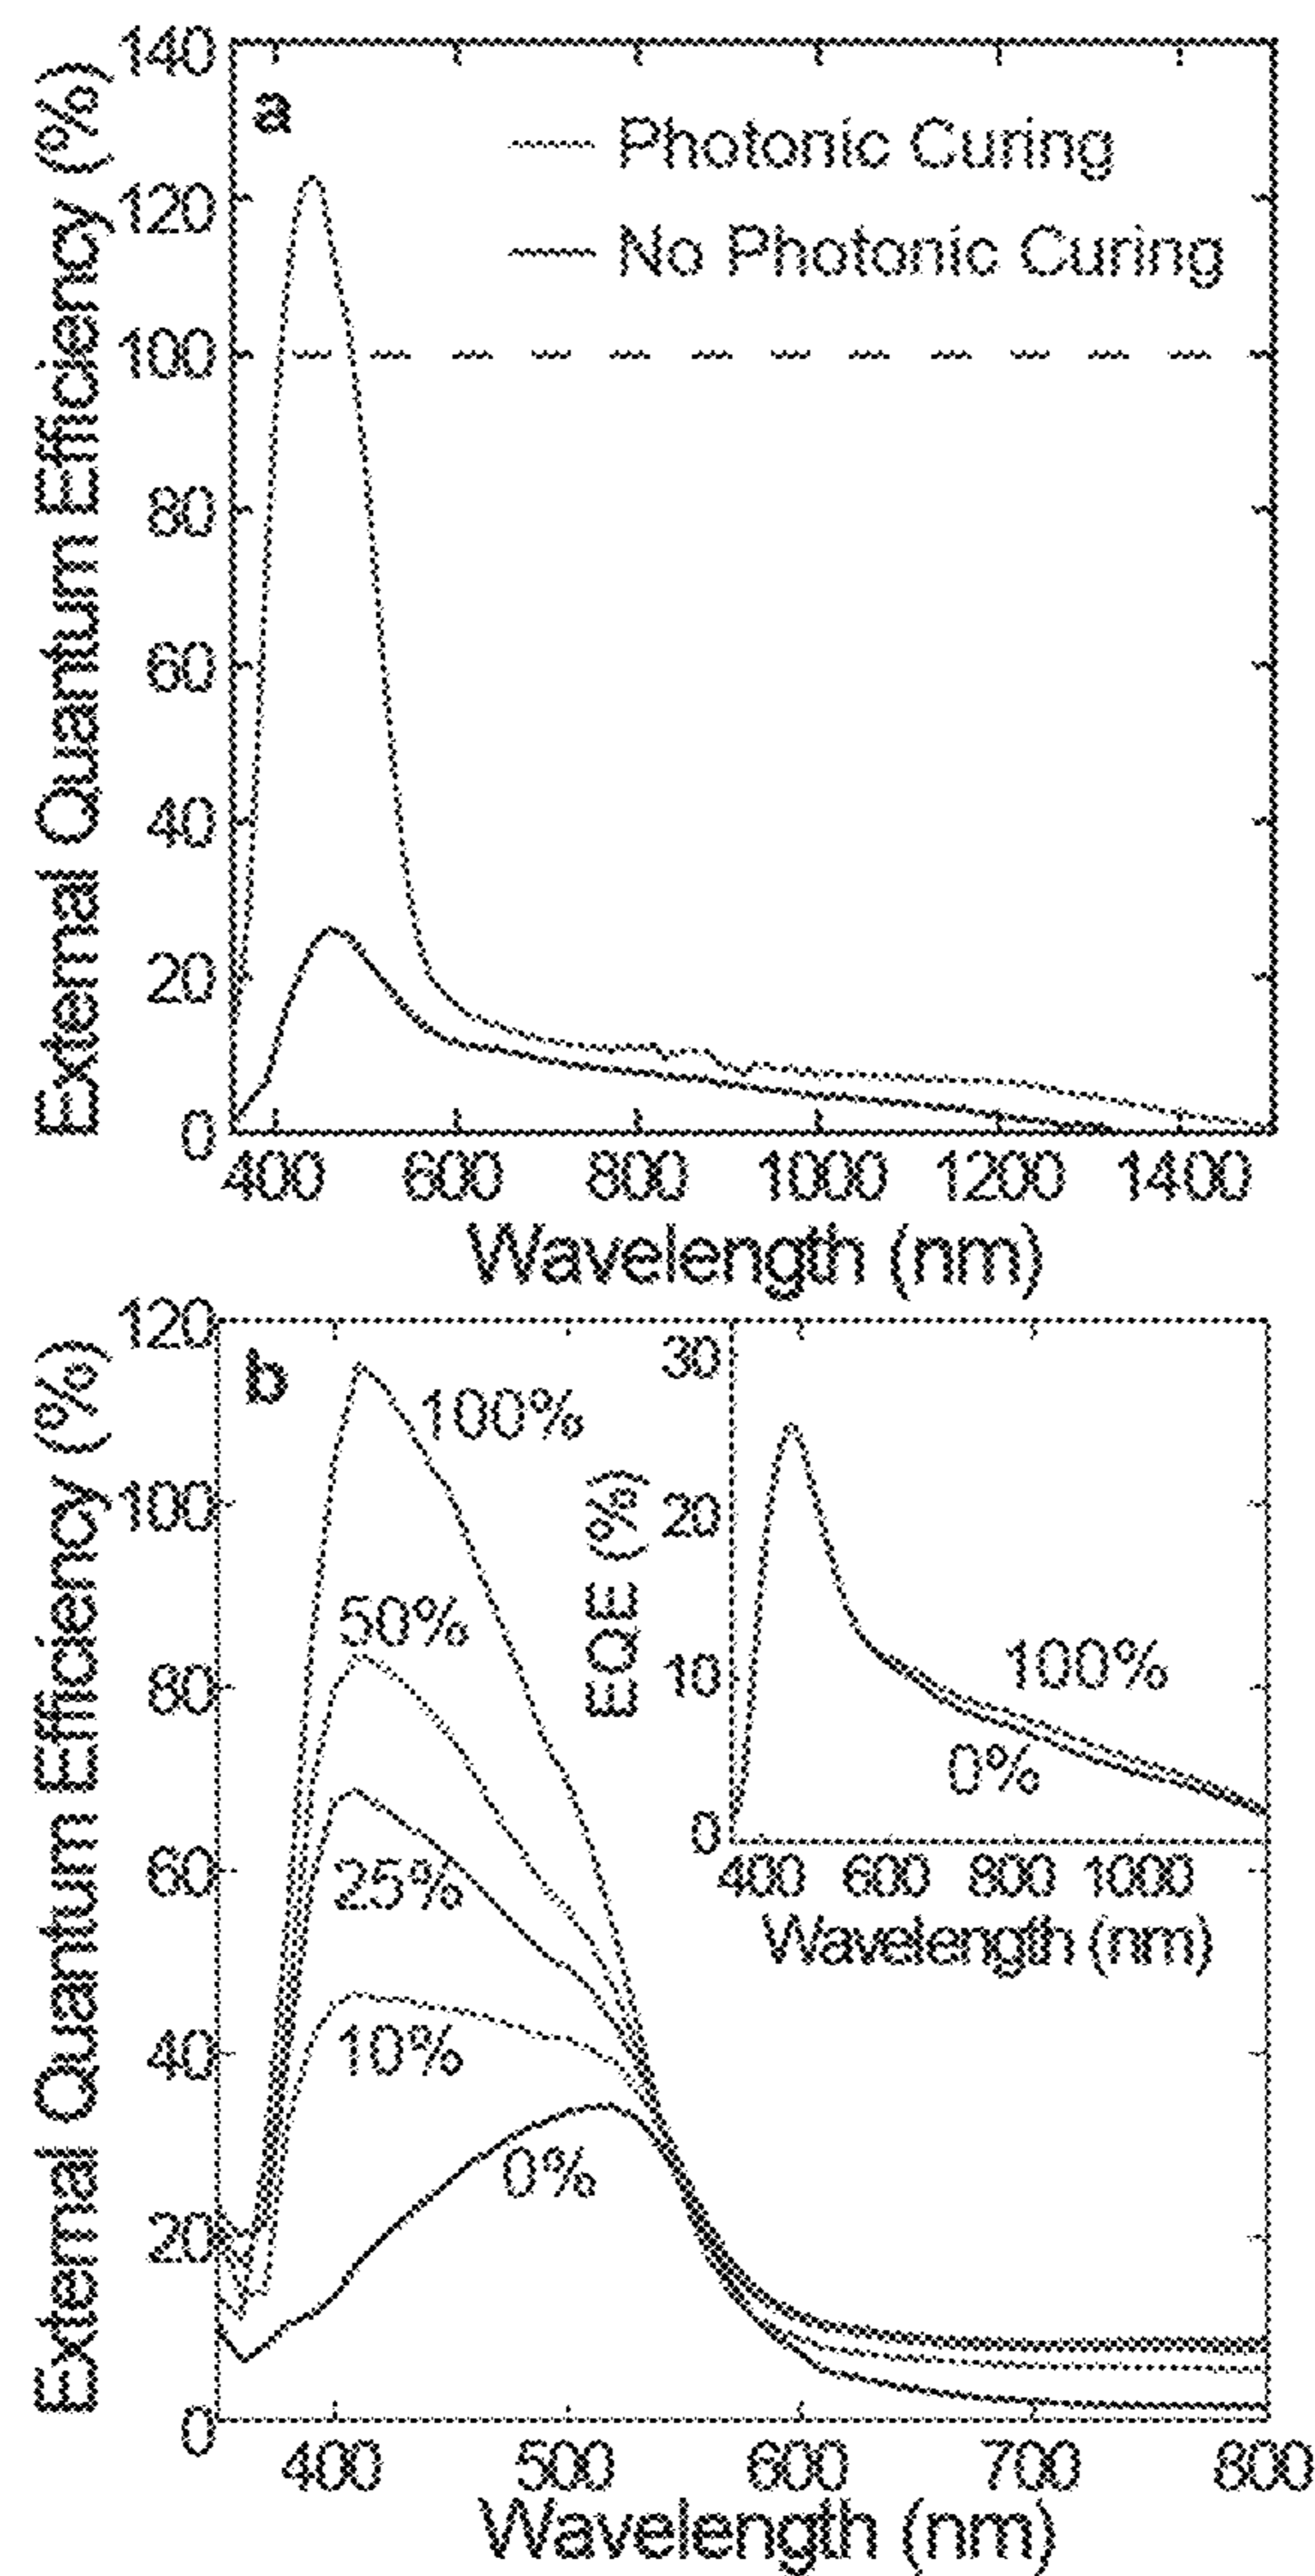 a
Photonic Curing
No Photonic Curing
External Quantum Efficiency (%)
140
120
100
80
60
40
20
0
400 600 800 1000 1200 1400
Wavelength (nm)
b
External Quantum Efficiency (%)
120
100
80
60
40
20
0
100%
50%
25%
10%
0%
EQE (%)
30
20
10
0
100%
0%
400 600 800 1000
Wavelength (nm)
400 500 600 700 800
Wavelength (nm)